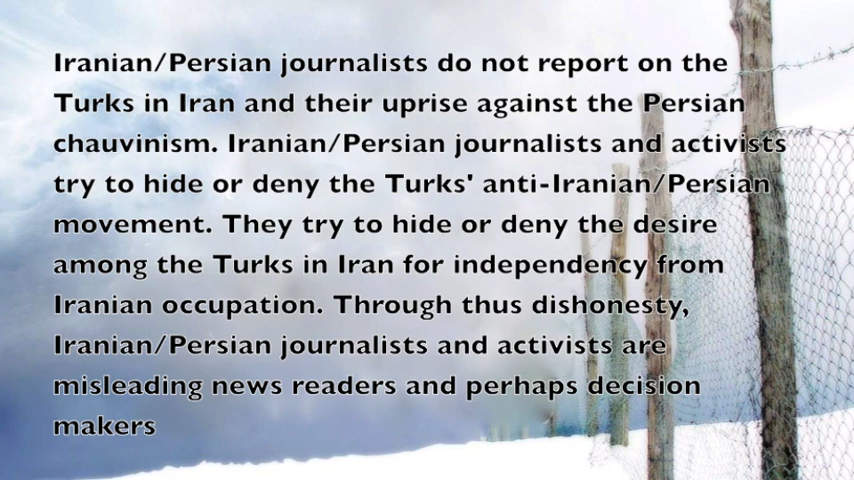 Iranian/Persian journalists do not report on the
Turks in Iran and their uprise against the Persian
chauvinism. Iranian/Persian journalists and activists
try to hide or deny the Turks' anti-Iranian/Persian
movement. They try to hide or deny the desire
among the Turks in Iran for independency from
Iranian occupation. Through thus dishonesty,
Iranian/Persian journalists and activists are
misleading news readers and perhaps decision
makers